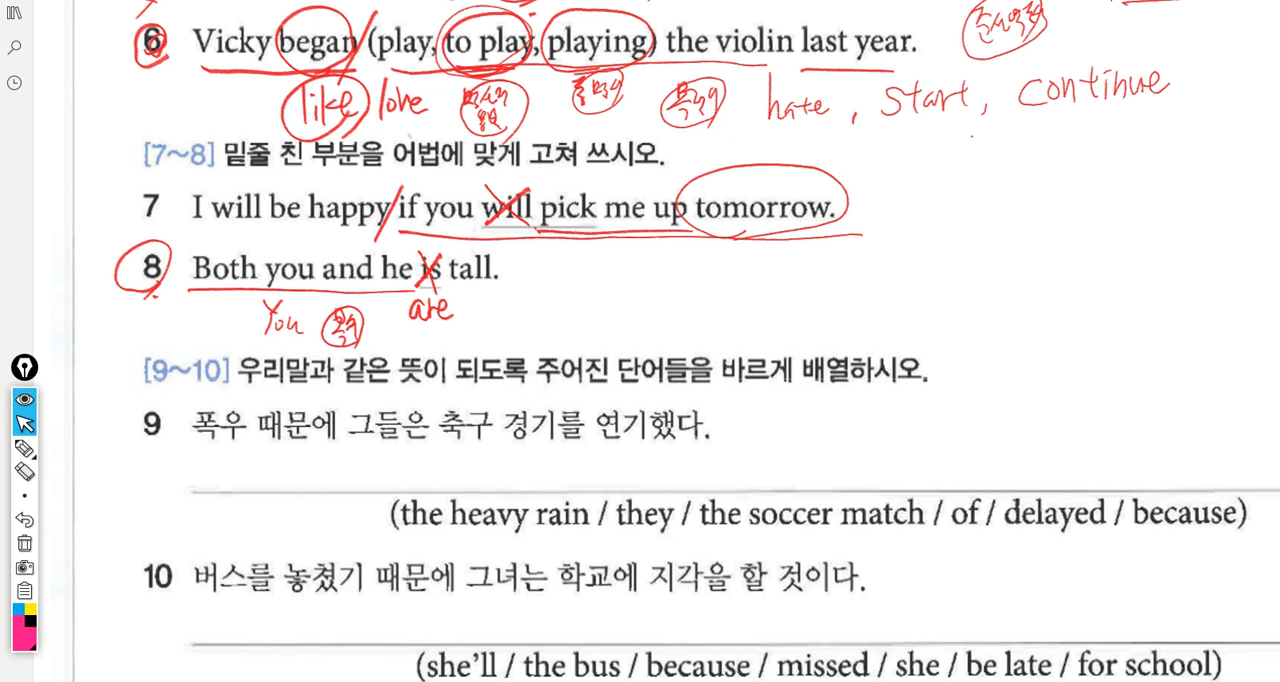 6 Vicky began (play, to play, playing) the violin last year.
like love hate, start, continue
[7~8] 밑줄 친 부분을 어법에 맞게 고쳐 쓰시오.
7 I will be happy if you will pick me up tomorrow.
8 Both you and he is tall.
You 복수 are
[9~10] 우리말과 같은 뜻이 되도록 주어진 단어들을 바르게 배열하시오.
9 폭우 때문에 그들은 축구 경기를 연기했다.
(the heavy rain / they / the soccer match / of / delayed / because)
10 버스를 놓쳤기 때문에 그녀는 학교에 지각을 할 것이다.
(she'll / the bus / because / missed / she / be late / for school)